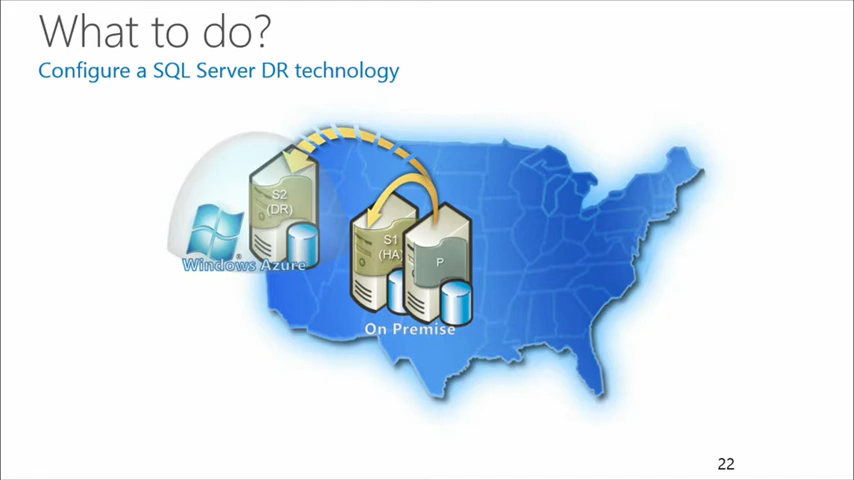 What to do?
Configure a SQL Server DR technology
S2
(DR)
S1
(HA)
P
Windows Azure
On Premise
22